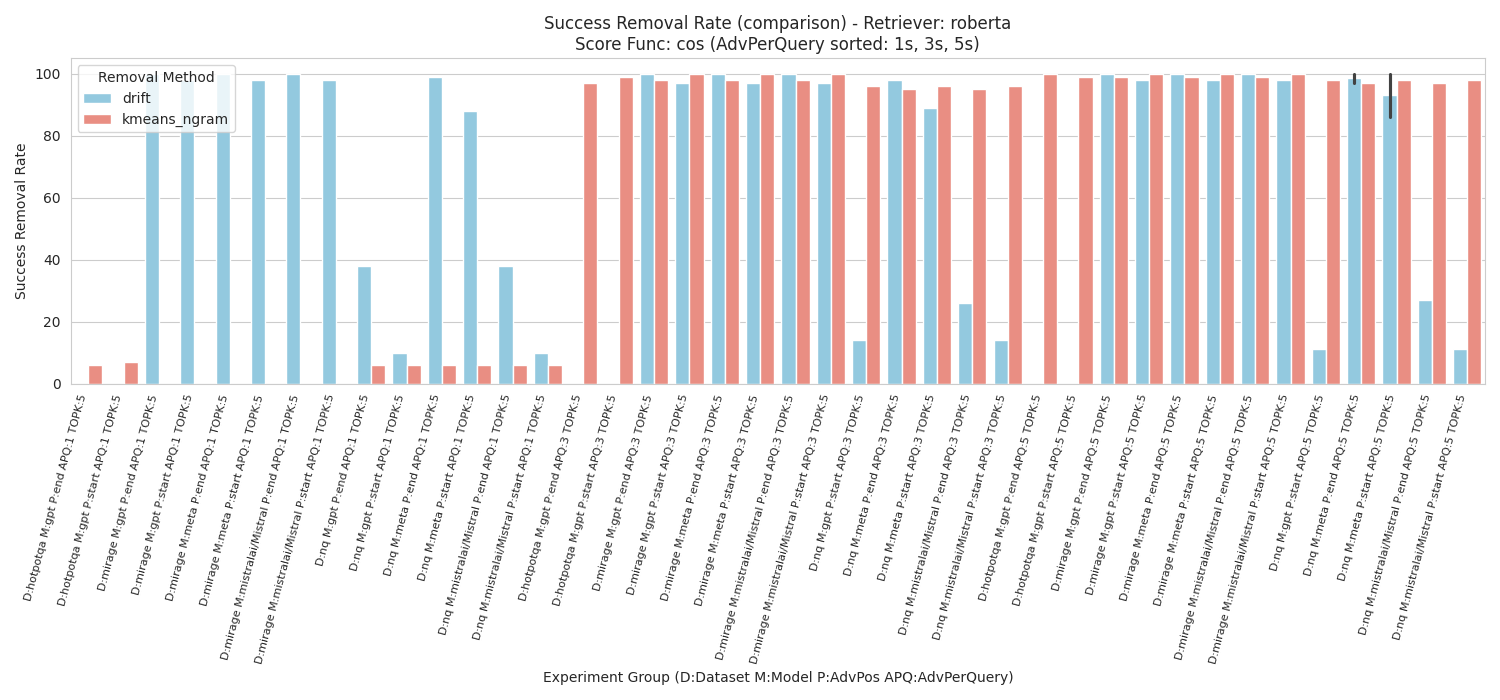 Success Removal Rate (comparison) - Retriever: roberta
Score Func: cos (AdvPerQuery sorted: 1s, 3s, 5s)
Removal Method
drift
kmeans_ngram
Success Removal Rate
100
80
60
40
20
0
D:hotpotqa M:gpt P:end APQ:1 TOPK:5
D:hotpotqa M:gpt P:start APQ:1 TOPK:5
D:mirage M:gpt P:end APQ:1 TOPK:5
D:mirage M:gpt P:start APQ:1 TOPK:5
D:mirage M:meta P:end APQ:1 TOPK:5
D:mirage M:meta P:start APQ:1 TOPK:5
D:mirage M:mistralai/Mistral P:end APQ:1 TOPK:5
D:mirage M:mistralai/Mistral P:start APQ:1 TOPK:5
D:nq M:gpt P:end APQ:1 TOPK:5
D:nq M:gpt P:start APQ:1 TOPK:5
D:nq M:meta P:end APQ:1 TOPK:5
D:nq M:meta P:start APQ:1 TOPK:5
D:nq M:mistralai/Mistral P:end APQ:1 TOPK:5
D:nq M:mistralai/Mistral P:start APQ:1 TOPK:5
D:hotpotqa M:gpt P:end APQ:3 TOPK:5
D:hotpotqa M:gpt P:start APQ:3 TOPK:5
D:mirage M:gpt P:end APQ:3 TOPK:5
D:mirage M:gpt P:start APQ:3 TOPK:5
D:mirage M:meta P:end APQ:3 TOPK:5
D:mirage M:meta P:start APQ:3 TOPK:5
D:mirage M:mistralai/Mistral P:end APQ:3 TOPK:5
D:mirage M:mistralai/Mistral P:start APQ:3 TOPK:5
D:nq M:gpt P:start APQ:3 TOPK:5
D:nq M:meta P:end APQ:3 TOPK:5
D:nq M:meta P:start APQ:3 TOPK:5
D:nq M:mistralai/Mistral P:end APQ:3 TOPK:5
D:nq M:mistralai/Mistral P:start APQ:3 TOPK:5
D:hotpotqa M:gpt P:end APQ:5 TOPK:5
D:hotpotqa M:gpt P:start APQ:5 TOPK:5
D:mirage M:gpt P:end APQ:5 TOPK:5
D:mirage M:gpt P:start APQ:5 TOPK:5
D:mirage M:meta P:end APQ:5 TOPK:5
D:mirage M:meta P:start APQ:5 TOPK:5
D:mirage M:mistralai/Mistral P:end APQ:5 TOPK:5
D:mirage M:mistralai/Mistral P:start APQ:5 TOPK:5
D:nq M:gpt P:start APQ:5 TOPK:5
D:nq M:meta P:end APQ:5 TOPK:5
D:nq M:meta P:start APQ:5 TOPK:5
D:nq M:mistralai/Mistral P:end APQ:5 TOPK:5
D:nq M:mistralai/Mistral P:start APQ:5 TOPK:5
Experiment Group (D:Dataset M:Model P:AdvPos APQ:AdvPerQuery)